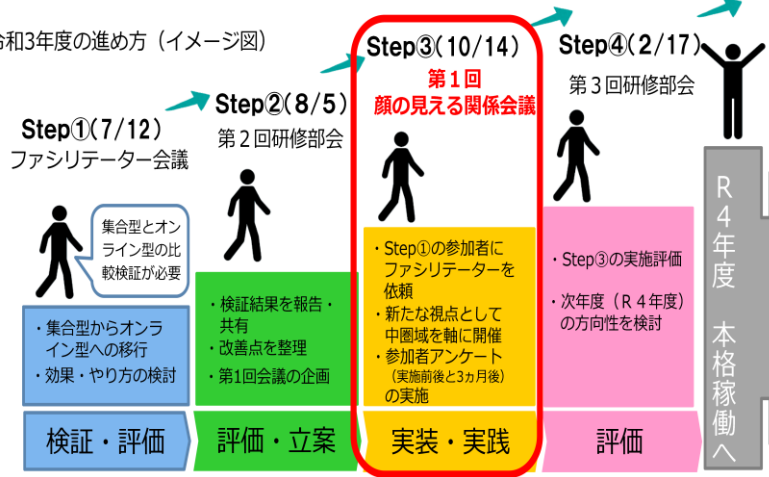 和3年度の進め方（イメージ図）
Step①(7/12)
ファシリテーター会議
集合型とオン
ライン型の比
較検証が必要
・集合型からオンラ
イン型への移行
・効果・やり方の検討
検証・評価
Step②(8/5)
第２回研修部会
・検証結果を報告・
共有
・改善点を整理
・第1回会議の企画
評価・立案
Step③(10/14)
第１回
顔の見える関係会議
・Step①の参加者に
ファシリテーターを
依頼
・新たな視点として
中圏域を軸に開催
・参加者アンケート
（実施前後と3ヵ月後）
の実施
実装・実践
Step④(2/17)
第３回研修部会
・Step③の実施評価
・次年度（Ｒ４年度）
の方向性を検討
評価
Ｒ４年度　本格稼働へ